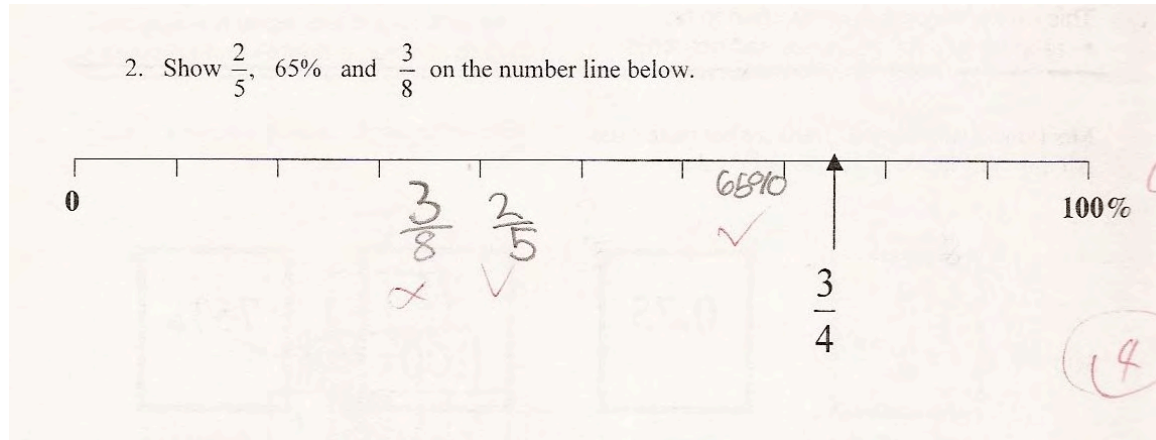 2. Show 2/5, 65% and 3/8 on the number line below.
0 100%
3/8 2/5 65%
3/4
4